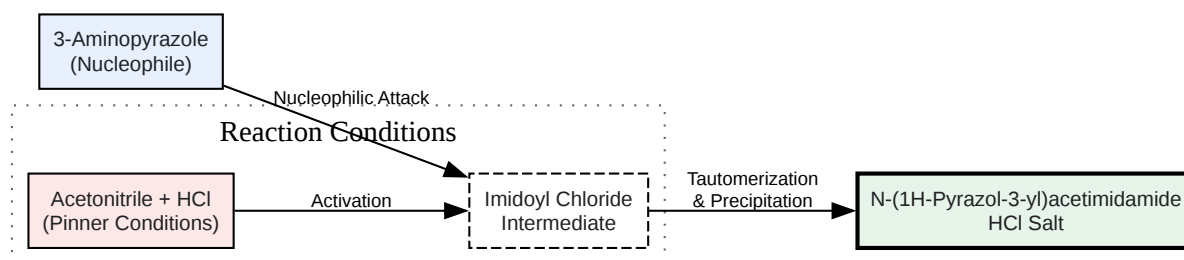 3-Aminopyrazole
(Nucleophile)
Nucleophilic Attack
Reaction Conditions
Acetonitrile + HCl
(Pinner Conditions)
Activation
Imidoyl Chloride
Intermediate
Tautomerization
& Precipitation
N-(1H-Pyrazol-3-yl)acetimidamide
HCl Salt